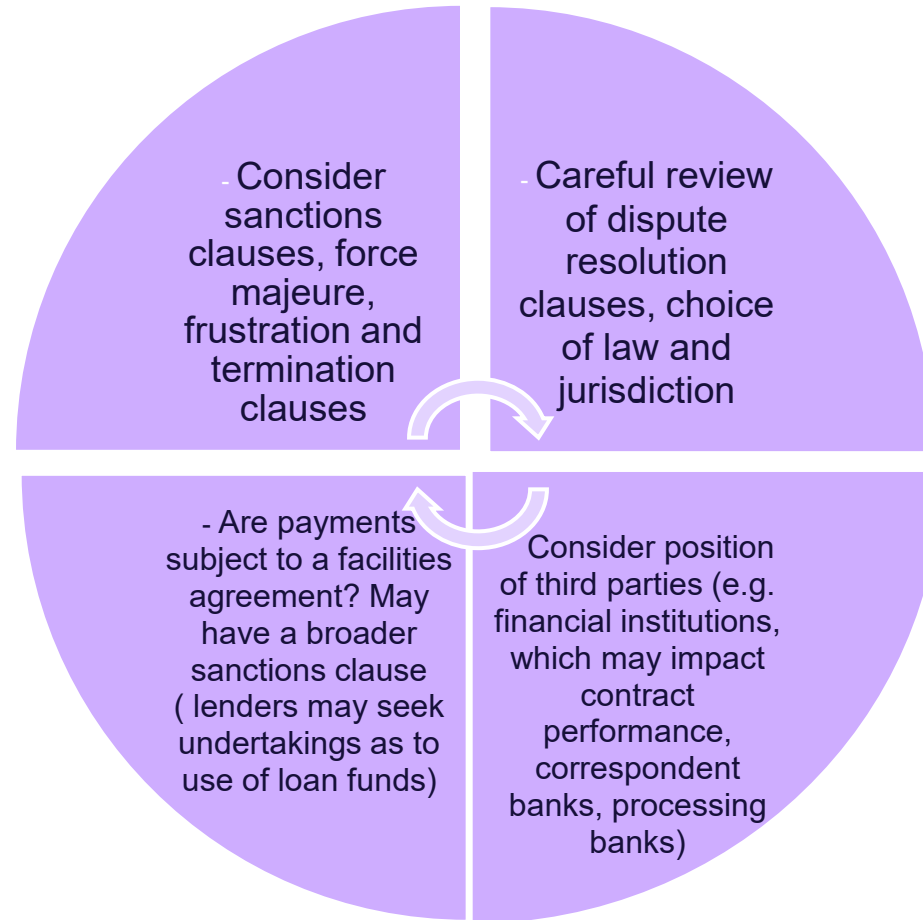 - Consider
sanctions
clauses, force
majeure,
frustration and
termination
clauses
- Careful review
of dispute
resolution
clauses, choice
of law and
jurisdiction
- Are payments
subject to a facilities
agreement? May
have a broader
sanctions clause
( lenders may seek
undertakings as to
use of loan funds)
Consider position
of third parties (e.g.
financial institutions,
which may impact
contract
performance,
correspondent
banks, processing
banks)